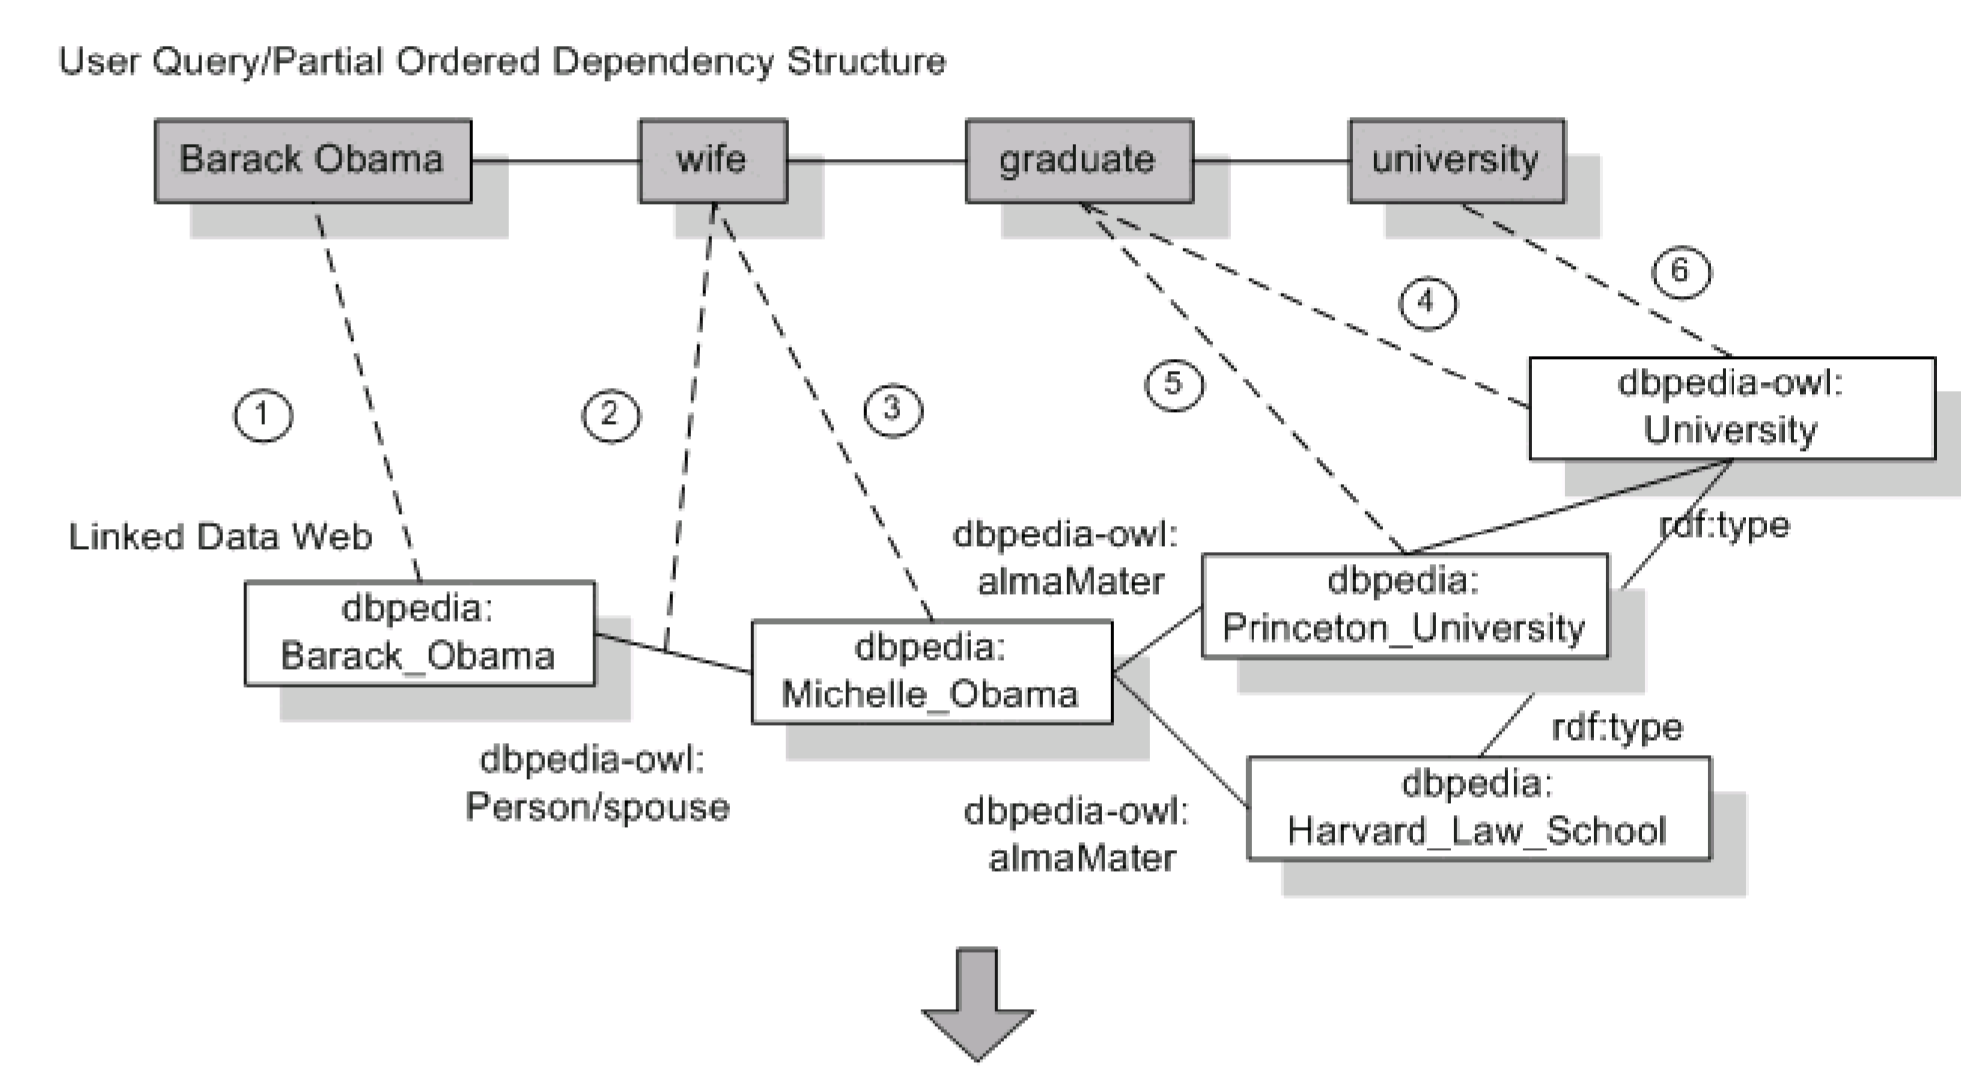 User Query/Partial Ordered Dependency Structure
Barack Obama
wife
graduate
university
1
2
3
4
5
6
dbpedia-owl:
University
Linked Data Web
dbpedia:
Barack_Obama
dbpedia-owl:
Person/spouse
dbpedia:
Michelle_Obama
dbpedia-owl:
almaMater
dbpedia:
Princeton_University
rdf:type
dbpedia-owl:
almaMater
rdf:type
dbpedia:
Harvard_Law_School